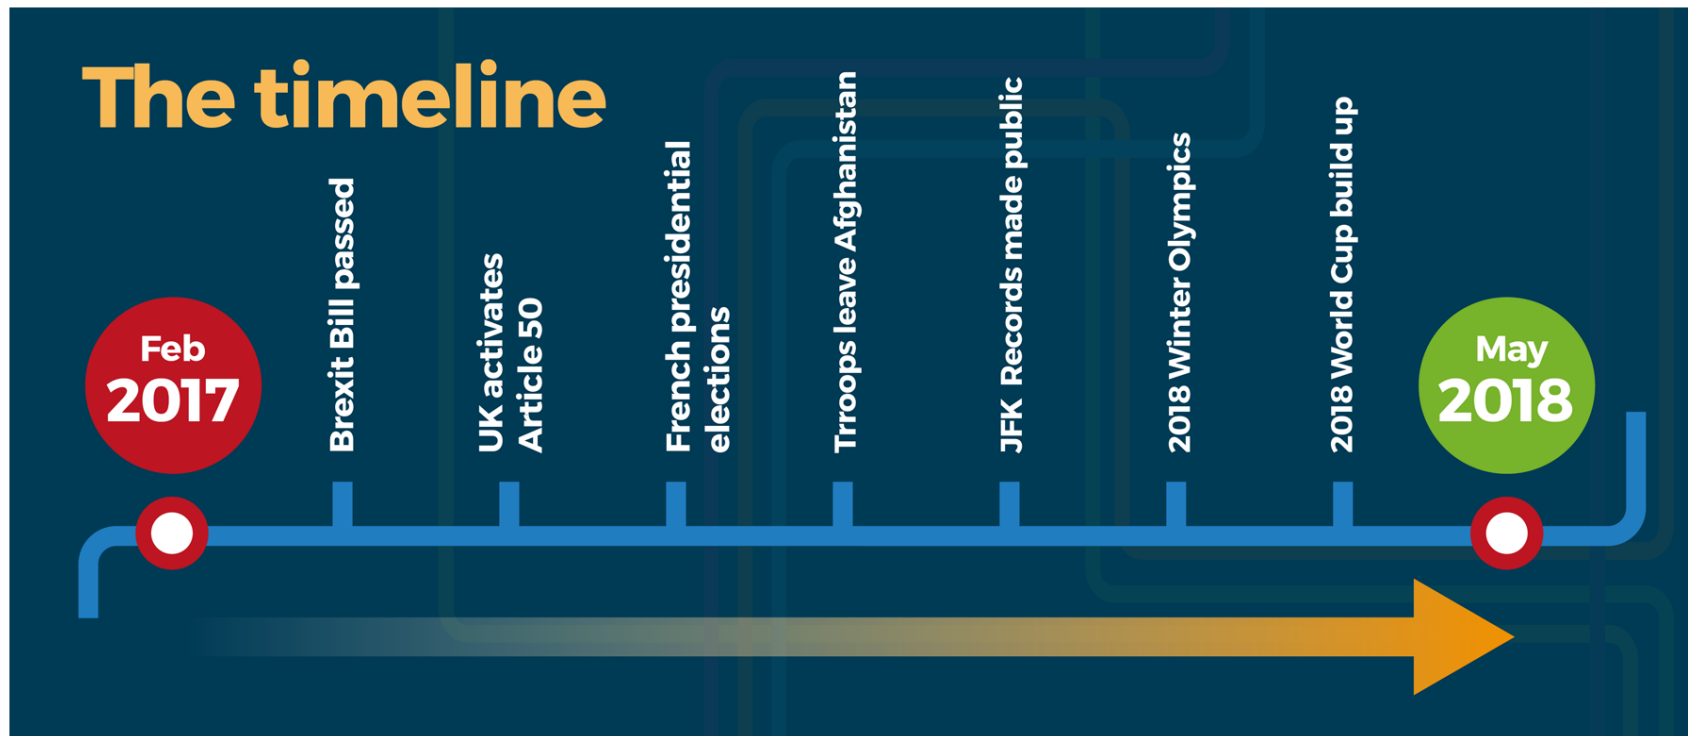 The timeline
Feb
2017
Brexit Bill passed
UK activates
Article 50
French presidential
elections
Trroops leave Afghanistan
JFK Records made public
2018 Winter Olympics
2018 World Cup build up
May
2018